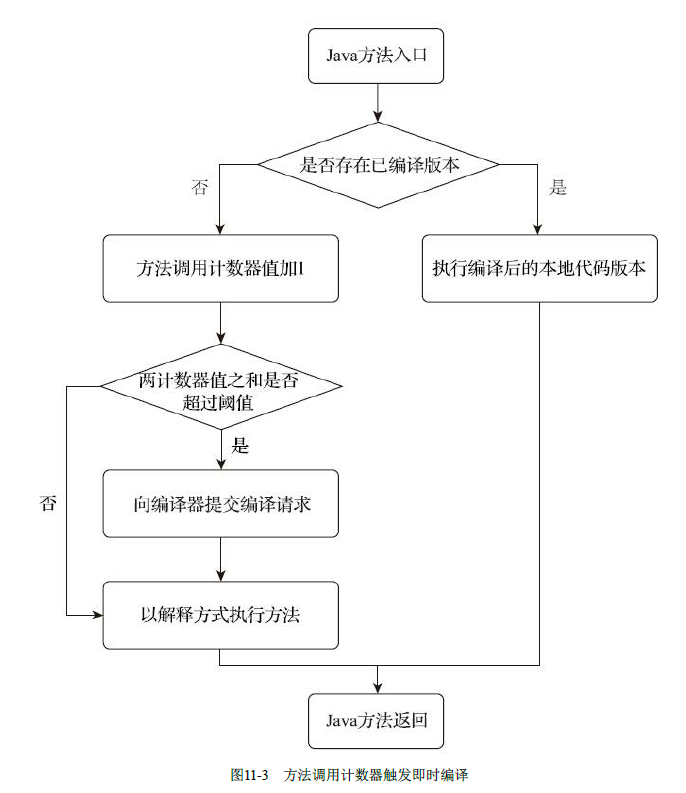 Java方法入口
是否存在已编译版本
否
是
方法调用计数器值加1
执行编译后的本地代码版本
两计数器值之和是否
超过阈值
是
否
向编译器提交编译请求
以解释方式执行方法
Java方法返回
图11-3 方法调用计数器触发即时编译